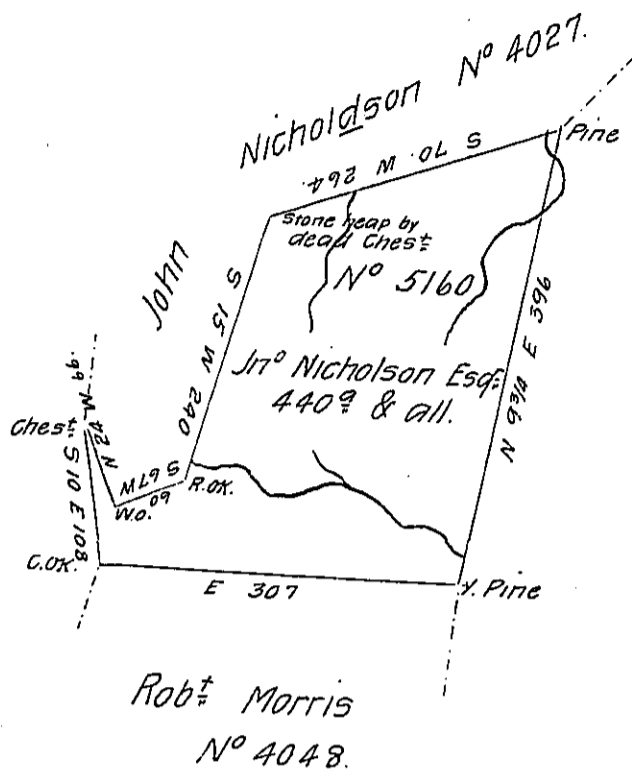 Nicholdson Nº 4027.
Pine
S 70 W 264.
Stone heap by
dead Chest
Nº 5160
John
S 15 W 240
N 9 3/4 E 396
Jnº Nicholson Esq
440 a & all.
N 24 W 99.
Chest
S 67 W 60
R.OK.
W.O.
S 10 E 108
C.OK.
E 307
Y. Pine
Robt Morris
Nº 4048.